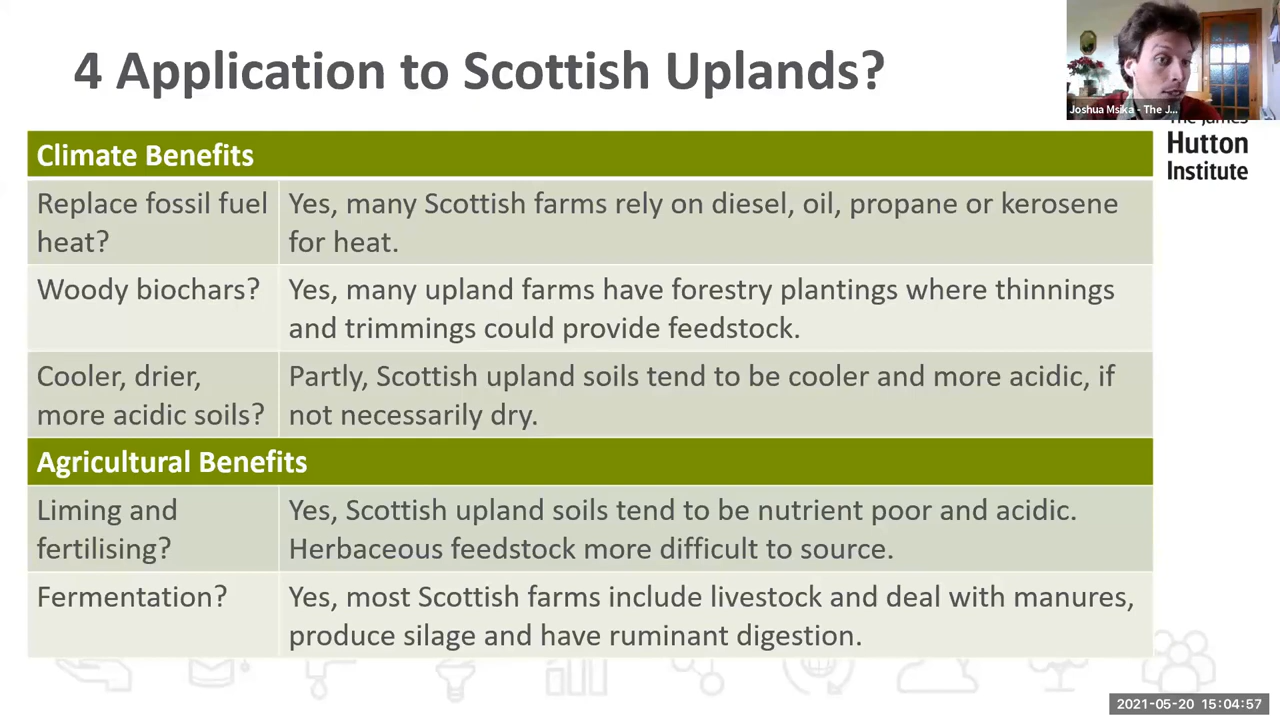 4 Application to Scottish Uplands?
Joshua Msika - The J...
The James
Hutton
Institute
Climate Benefits
Replace fossil fuel
heat?
Yes, many Scottish farms rely on diesel, oil, propane or kerosene
for heat.
Woody biochars?
Yes, many upland farms have forestry plantings where thinnings
and trimmings could provide feedstock.
Cooler, drier,
more acidic soils?
Partly, Scottish upland soils tend to be cooler and more acidic, if
not necessarily dry.
Agricultural Benefits
Liming and
fertilising?
Yes, Scottish upland soils tend to be nutrient poor and acidic.
Herbaceous feedstock more difficult to source.
Fermentation?
Yes, most Scottish farms include livestock and deal with manures,
produce silage and have ruminant digestion.
2021-05-20 15:04:57